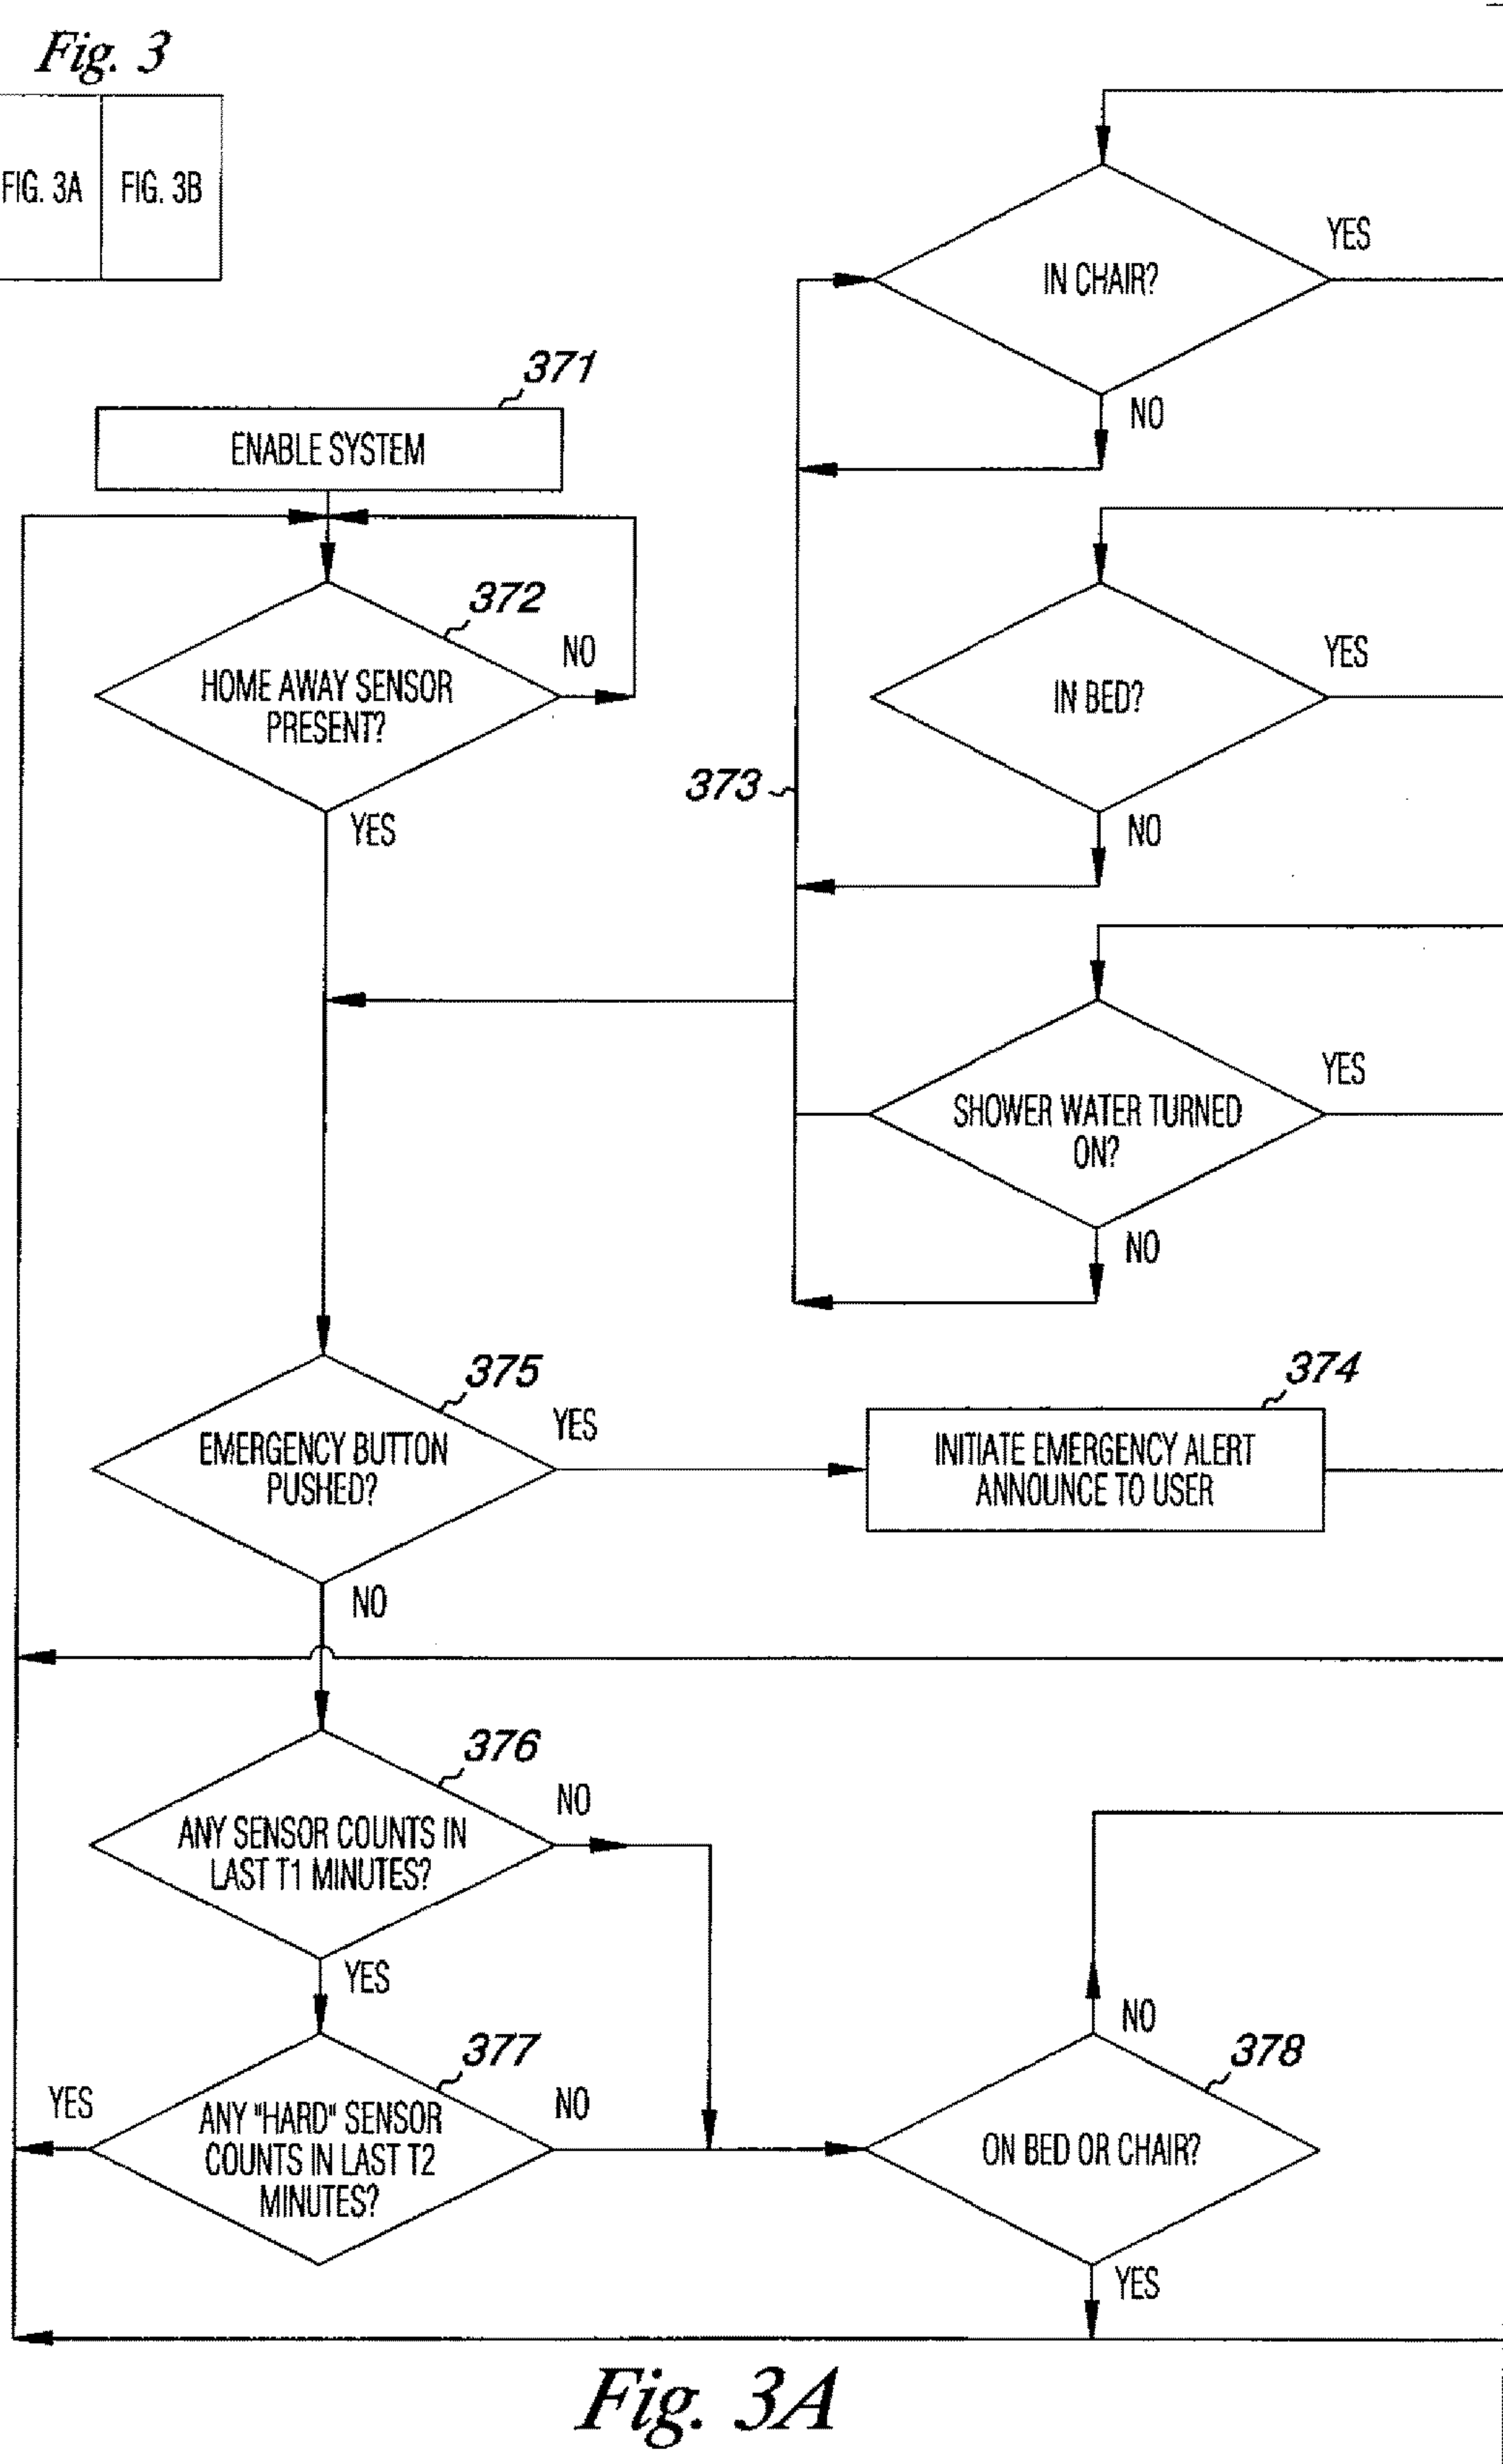 Fig. 3
FIG. 3A
FIG. 3B
IN CHAIR?
YES
NO
371
ENABLE SYSTEM
372
HOME AWAY SENSOR
PRESENT?
NO
YES
373
IN BED?
YES
NO
SHOWER WATER TURNED
ON?
YES
NO
375
EMERGENCY BUTTON
PUSHED?
YES
NO
374
INITIATE EMERGENCY ALERT
ANNOUNCE TO USER
376
ANY SENSOR COUNTS IN
LAST T1 MINUTES?
NO
YES
377
ANY "HARD" SENSOR
COUNTS IN LAST T2
MINUTES?
YES
NO
378
ON BED OR CHAIR?
NO
YES
Fig. 3A